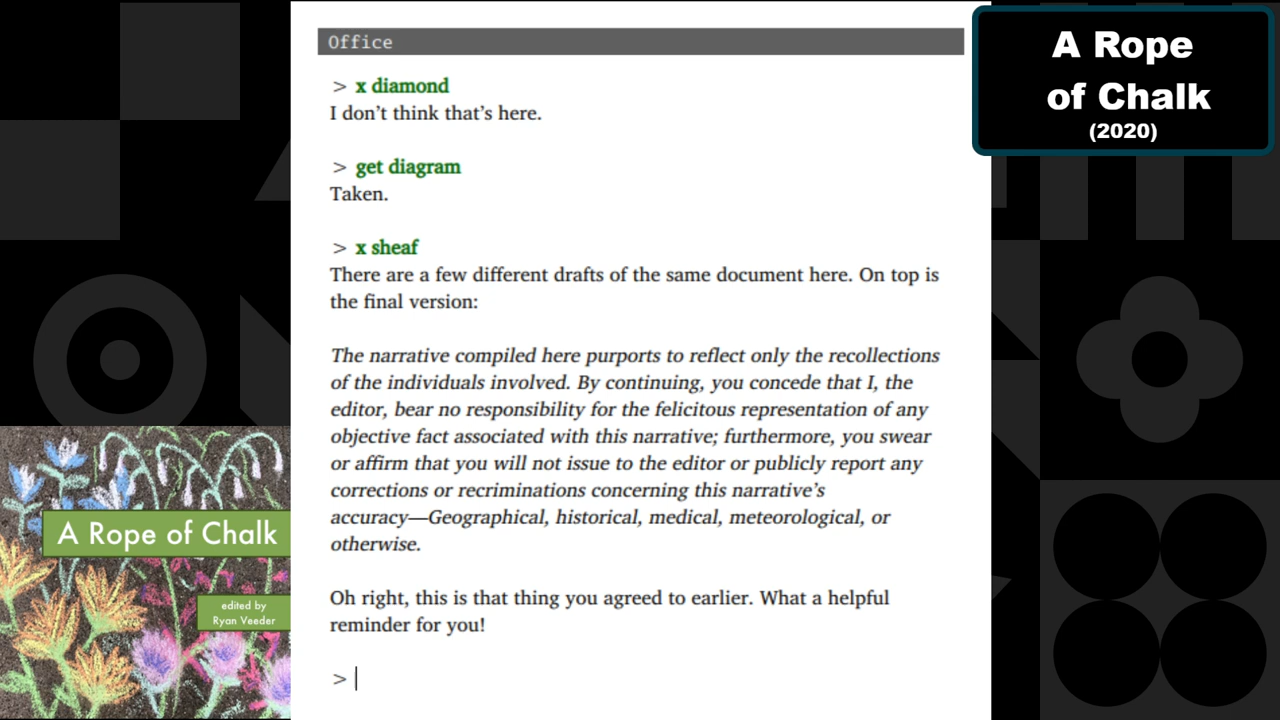 Office
> x diamond
I don’t think that’s here.
> get diagram
Taken.
> x sheaf
There are a few different drafts of the same document here. On top is
the final version:
The narrative compiled here purports to reflect only the recollections
of the individuals involved. By continuing, you concede that I, the
editor, bear no responsibility for the felicitous representation of any
objective fact associated with this narrative; furthermore, you swear
or affirm that you will not issue to the editor or publicly report any
corrections or recriminations concerning this narrative’s
accuracy—Geographical, historical, medical, meteorological, or
otherwise.
Oh right, this is that thing you agreed to earlier. What a helpful
reminder for you!
>
A Rope
of Chalk
(2020)
A Rope of Chalk
edited by
Ryan Veeder